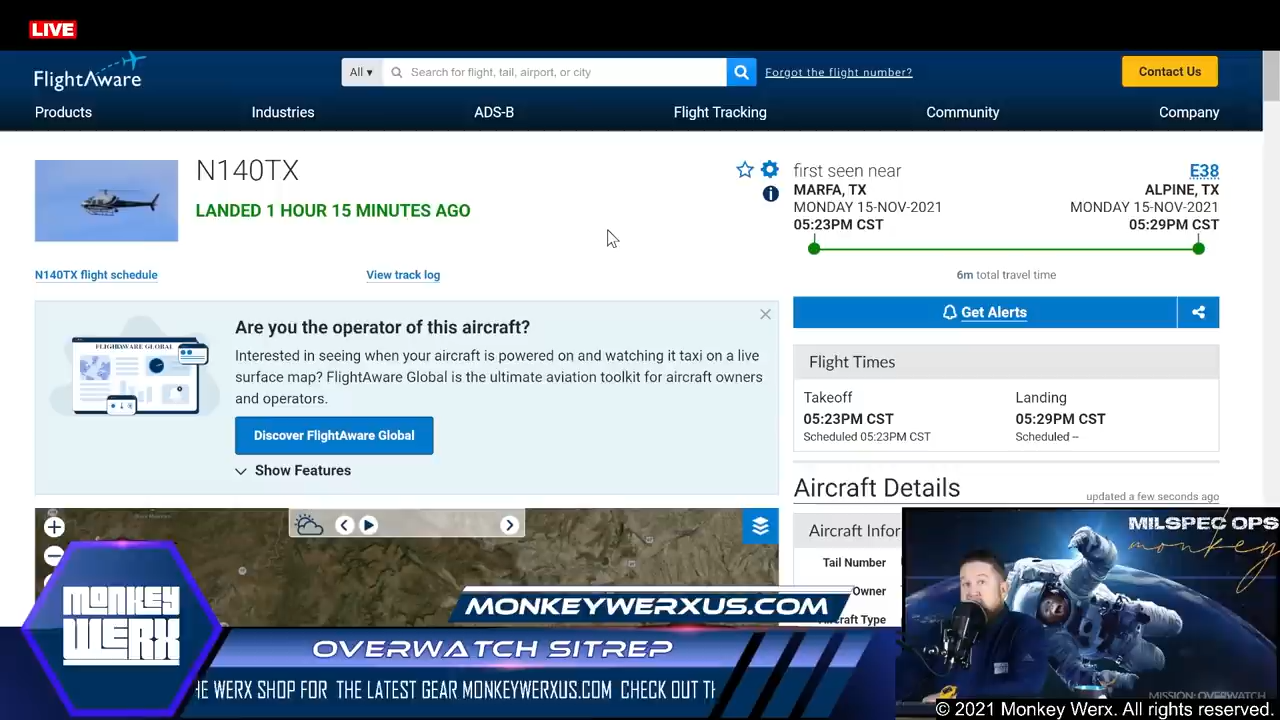 LIVE
FlightAware
All ▾ Search for flight, tail, airport, or city Forgot the flight number? Contact Us
Products Industries ADS-B Flight Tracking Community Company
N140TX
LANDED 1 HOUR 15 MINUTES AGO
first seen near E38
MARFA, TX ALPINE, TX
MONDAY 15-NOV-2021 MONDAY 15-NOV-2021
05:23PM CST 05:29PM CST
6m total travel time
N140TX flight schedule View track log
Get Alerts
FLIGHTAWARE GLOBAL
Are you the operator of this aircraft?
Interested in seeing when your aircraft is powered on and watching it taxi on a live
surface map? FlightAware Global is the ultimate aviation toolkit for aircraft owners
and operators.
Discover FlightAware Global
Show Features
Flight Times
Takeoff Landing
05:23PM CST 05:29PM CST
Scheduled 05:23PM CST Scheduled --
Aircraft Details updated a few seconds ago
Aircraft Infor
Tail Number
Owner
Aircraft Type
MILSPEC OPS
monkey
MONKEY
WERX
MONKEYWERXUS.COM
OVERWATCH SITREP
HE WERX SHOP FOR THE LATEST GEAR MONKEYWERXUS.COM CHECK OUT TH
MISSION: OVERWATCH
© 2021 Monkey Werx. All rights reserved.